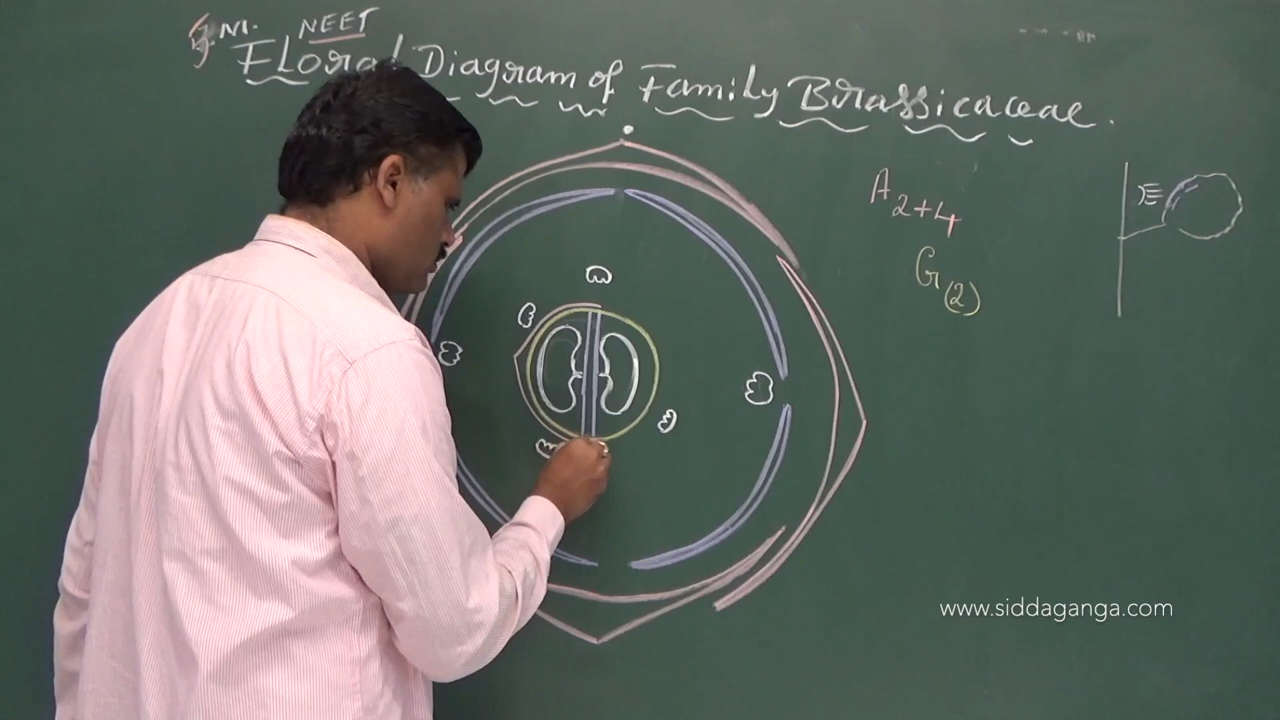 NEET
Floral Diagram of Family Brassicaceae.
A2+4
G(2)
www.siddaganga.com